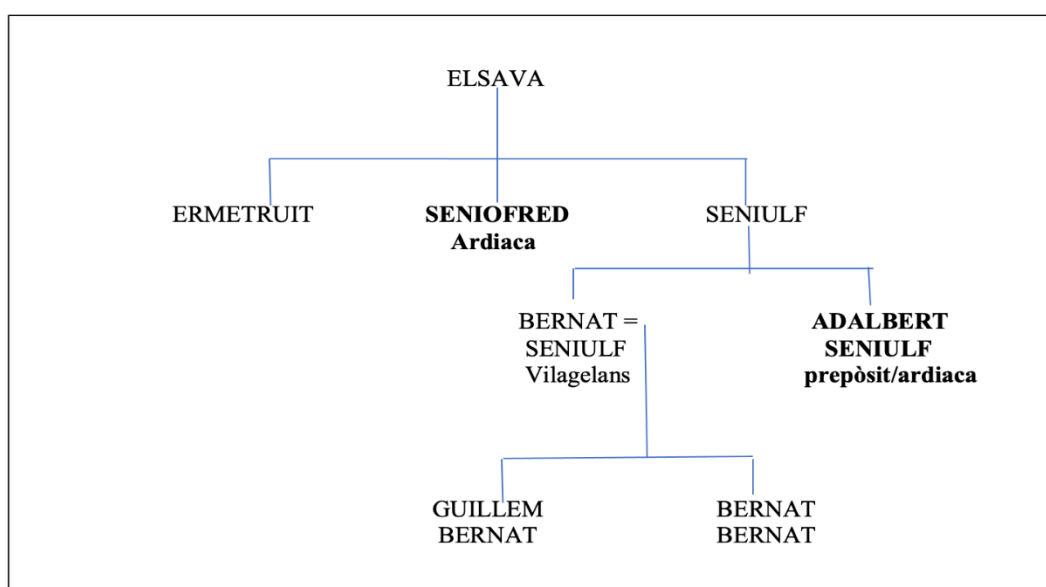 ELSAVA
ERMETRUIT
SENIOFRED
Ardiaca
SENIULF
BERNAT =
SENIULF
Vilagelans
ADALBERT
SENIULF
prepòsit/ardiaca
GUILLEM
BERNAT
BERNAT
BERNAT